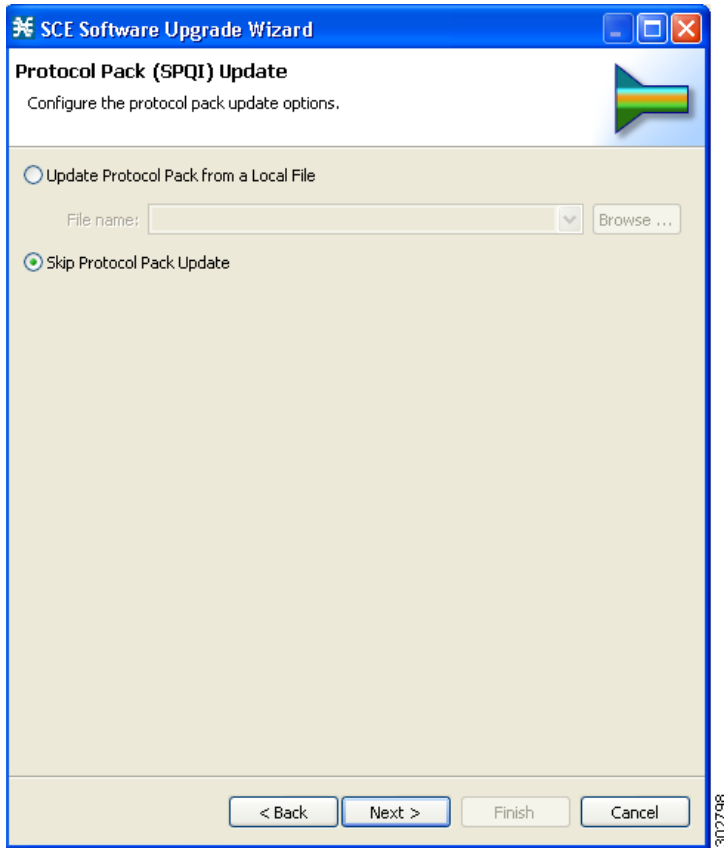 SCE Software Upgrade Wizard
Protocol Pack (SPQI) Update
Configure the protocol pack update options.
Update Protocol Pack from a Local File
File name:
Browse ...
Skip Protocol Pack Update
< Back
Next >
Finish
Cancel
302798